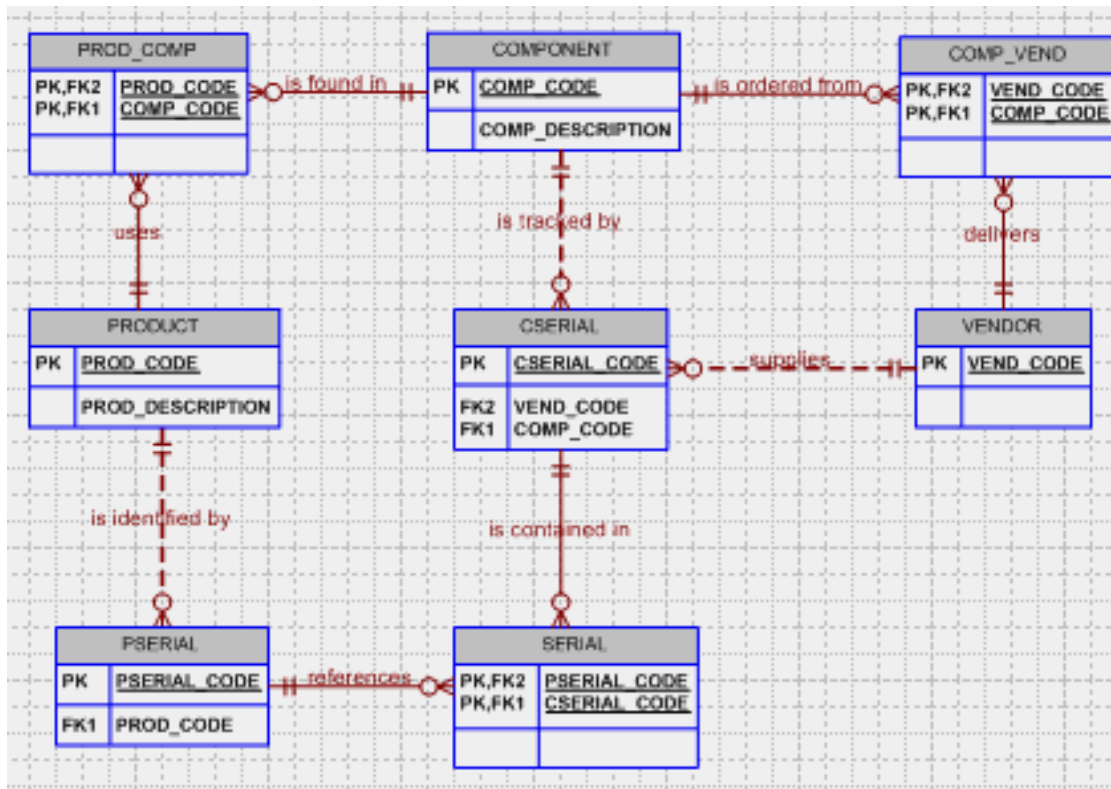 PROD_COMP
PK,FK2 PROD_CODE
PK,FK1 COMP_CODE
is found in
COMPONENT
PK COMP_CODE
COMP_DESCRIPTION
is ordered from
COMP_VEND
PK,FK2 VEND_CODE
PK,FK1 COMP_CODE
uses
is tracked by
delivers
PRODUCT
PK PROD_CODE
PROD_DESCRIPTION
CSERIAL
PK CSERIAL_CODE
FK2 VEND_CODE
FK1 COMP_CODE
supplies
VENDOR
PK VEND_CODE
is identified by
is contained in
PSERIAL
PK PSERIAL_CODE
FK1 PROD_CODE
references
SERIAL
PK,FK2 PSERIAL_CODE
PK,FK1 CSERIAL_CODE